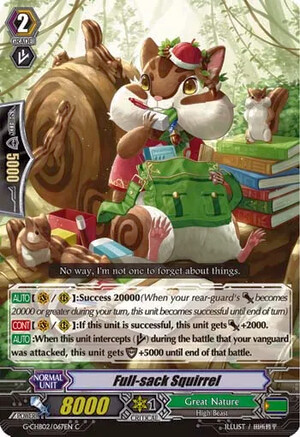 2
GRADE
SHIELD
5000
No way, I'm not one to forget about things.
AUTO :Success 20000(When your rear-guard's becomes
20000 or greater during your turn, this unit becomes successful until end of turn)
CONT :If this unit is successful, this unit gets +2000.
AUTO :When this unit intercepts ( ) during the battle that your vanguard
was attacked, this unit gets +5000 until end of that battle.
NORMAL
UNIT
Full-sack Squirrel
POWER
8000
1
CRITICAL
Great Nature
High Beast
G-CHB02/067EN C
ILLUST /